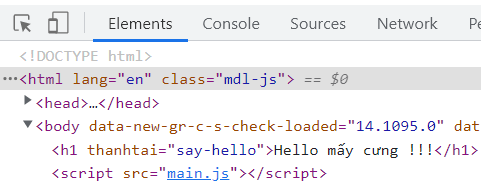 Elements Console Sources Network
<!DOCTYPE html>
···<html lang="en" class="mdl-js"> == $0
<head>…</head>
<body data-new-gr-c-s-check-loaded="14.1095.0" dat
<h1 thanhtai="say-hello">Hello mấy cưng !!!</h1>
<script src="main.js"></script>